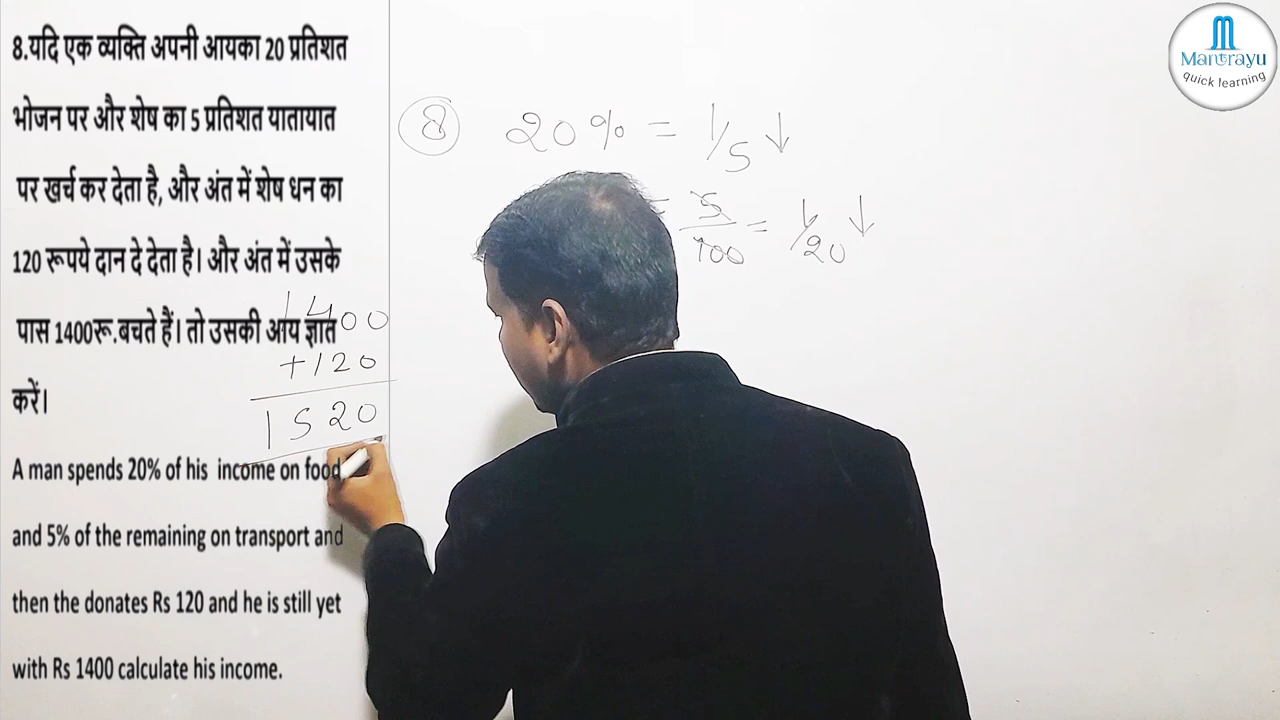 8.यदि एक व्यक्ति अपनी आयका 20 प्रतिशत
भोजन पर और शेष का 5 प्रतिशत यातायात
पर खर्च कर देता है, और अंत में शेष धन का
120 रूपये दान दे देता है। और अंत में उसके
पास 1400रू.बचते हैं। तो उसकी आय ज्ञात
करें।
A man spends 20% of his income on food
and 5% of the remaining on transport and
then the donates Rs 120 and he is still yet
with Rs 1400 calculate his income.
1400
+120
1520
8 20% = 1/5 ↓
= 5/100 = 1/20 ↓
Mantrayu
quick learning